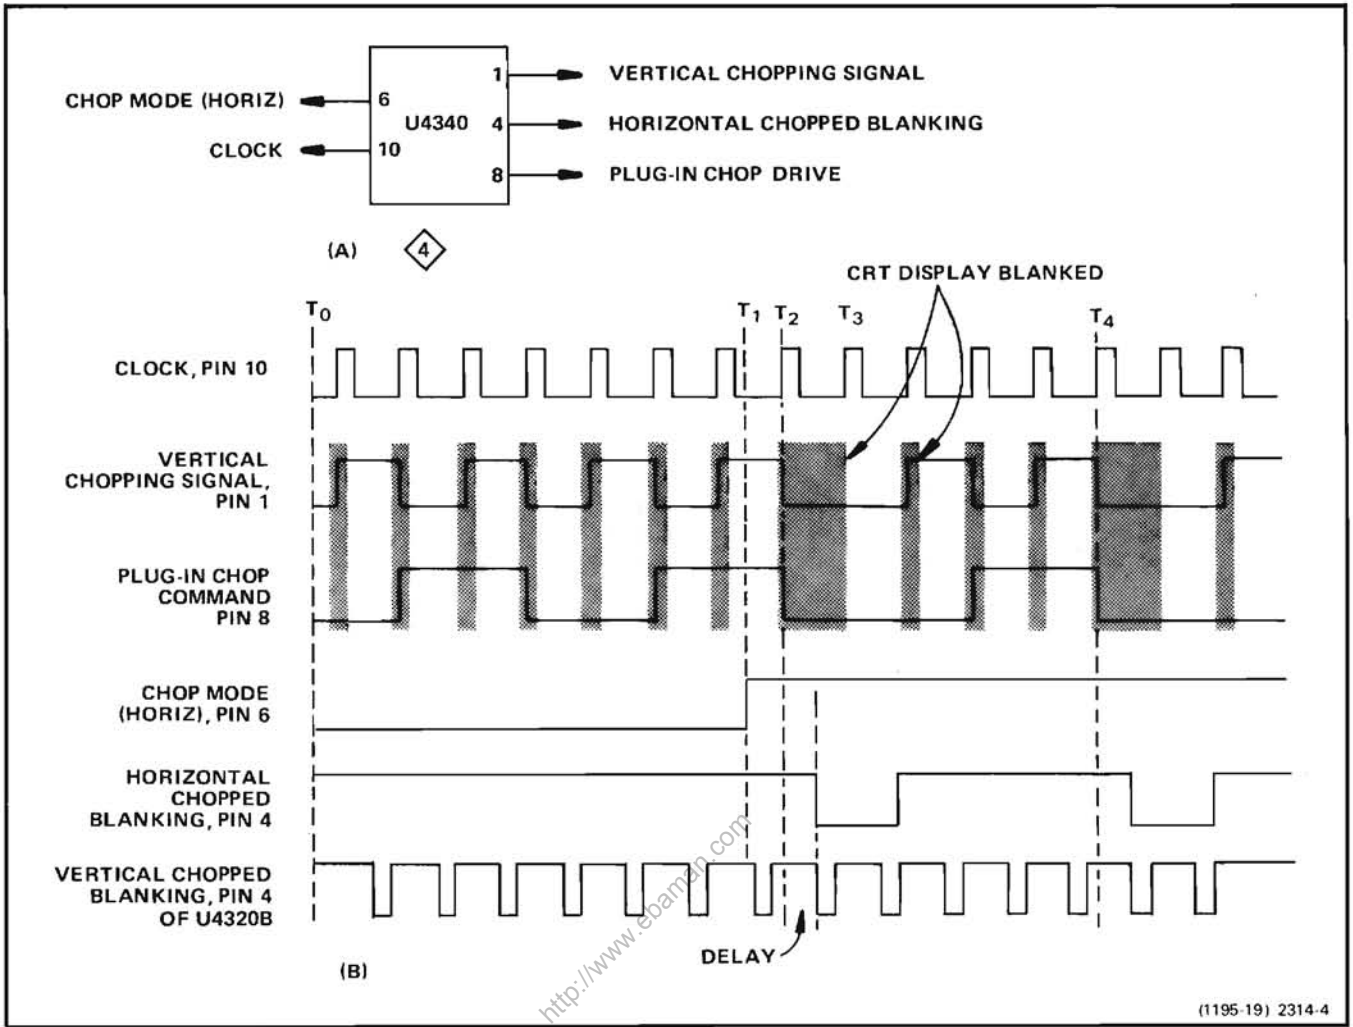 1 VERTICAL CHOPPING SIGNAL
CHOP MODE (HORIZ) 6
U4340 4 HORIZONTAL CHOPPED BLANKING
CLOCK 10
8 PLUG-IN CHOP DRIVE
(A) 4
CRT DISPLAY BLANKED
T0 T1 T2 T3 T4
CLOCK, PIN 10
VERTICAL
CHOPPING SIGNAL,
PIN 1
PLUG-IN CHOP
COMMAND
PIN 8
CHOP MODE
(HORIZ), PIN 6
HORIZONTAL
CHOPPED
BLANKING, PIN 4
VERTICAL CHOPPED
BLANKING, PIN 4
OF U4320B
DELAY
(B)
http://www.ebaman.com
(1195-19) 2314-4